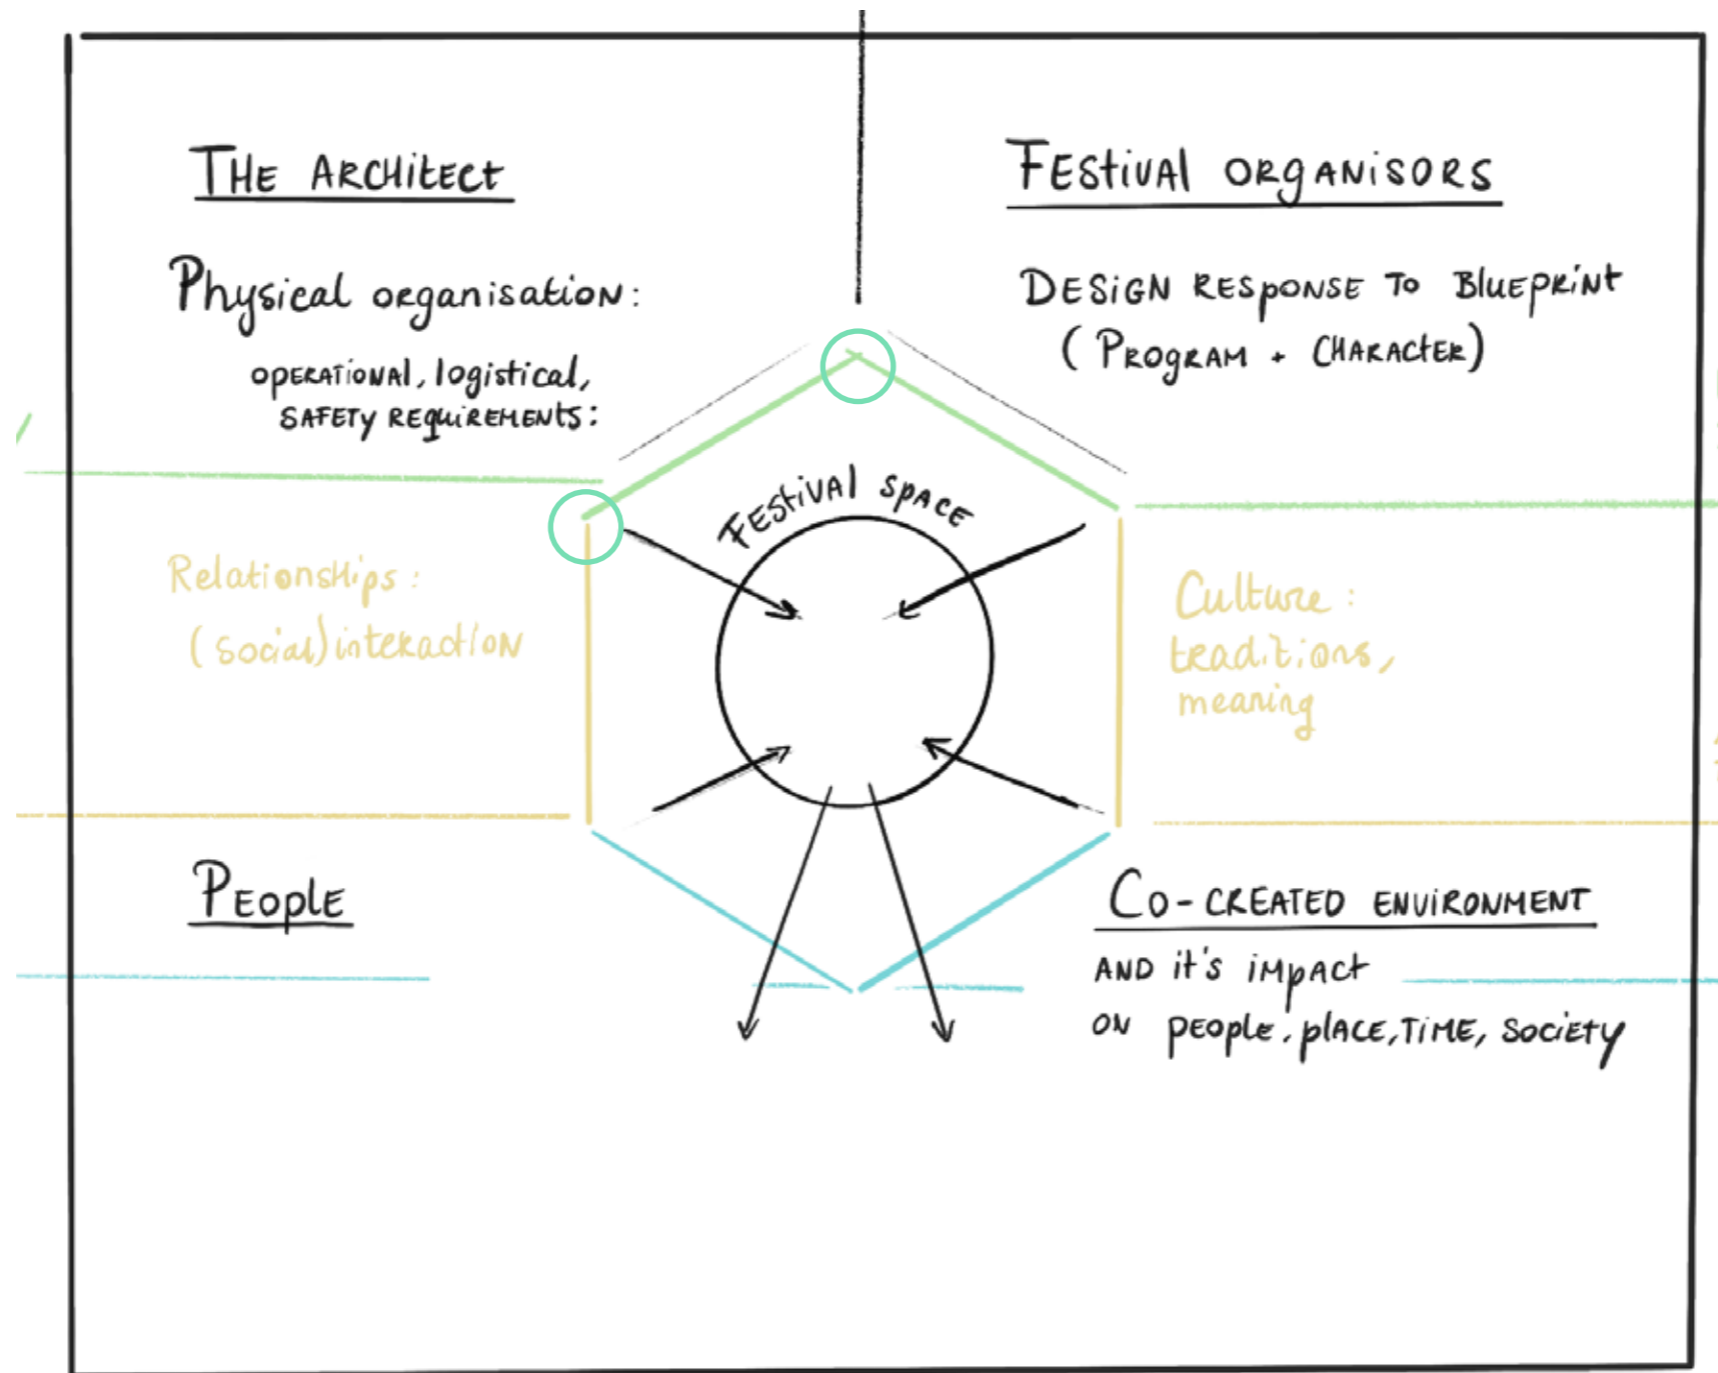 THE ARCHitEct
FEStiVAl ORgANiSORS
Physical organisatioN:
OPERATIONAl, logistical,
SAFETy REquiREMENtS:
DESiGN RESpONSE TO BluEpRiNt
( PROGRAM + CHARACtER)
FEStiVAl SPACE
RelationsHips:
(social) interaction
Culture:
traditions,
meaning
PEoplE
CO-CREATED ENViRONMENT
AND it's iMpAct
ON pEOplE, plACE, TiME, SOciETy